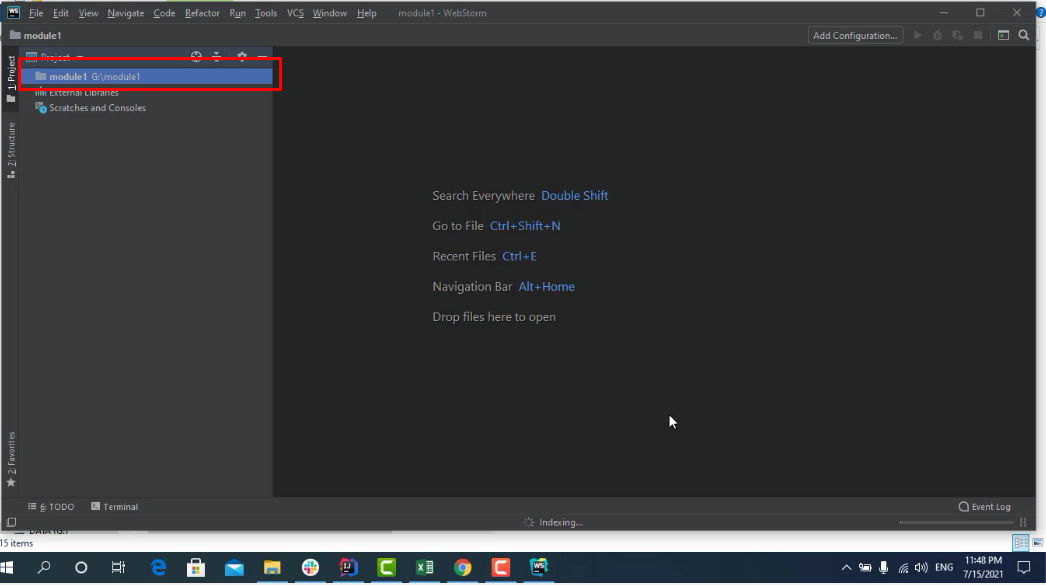 WS File Edit View Navigate Code Refactor Run Tools VCS Window Help module1 - WebStorm
module1 Add Configuration...
1: Project
Project
module1 G:\module1
External Libraries
Scratches and Consoles
Z: Structure
2: Favorites
Search Everywhere Double Shift
Go to File Ctrl+Shift+N
Recent Files Ctrl+E
Navigation Bar Alt+Home
Drop files here to open
6: TODO Terminal Event Log
Indexing...
15 items
ENG 11:48 PM
7/15/2021